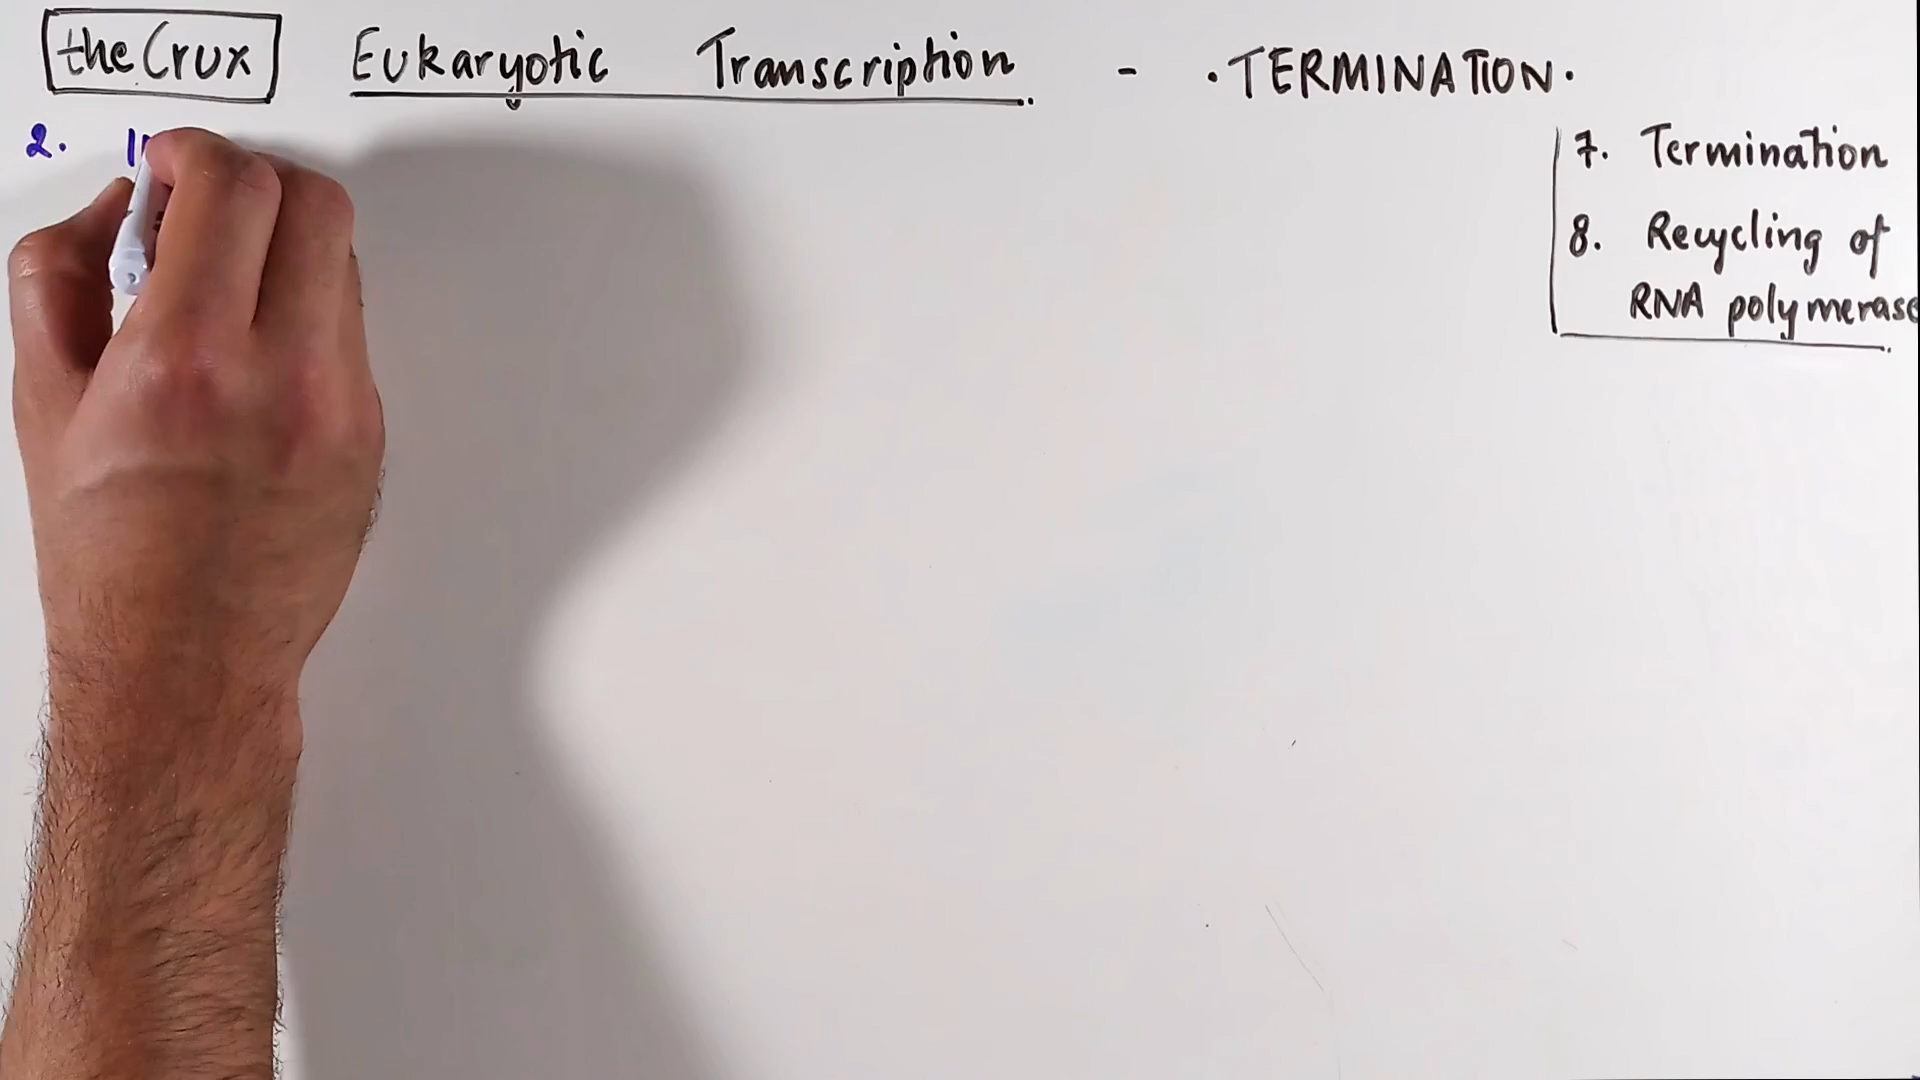 the Crux Eukaryotic Transcription - · TERMINATION ·
2.
7. Termination
8. Recycling of
RNA polymerase